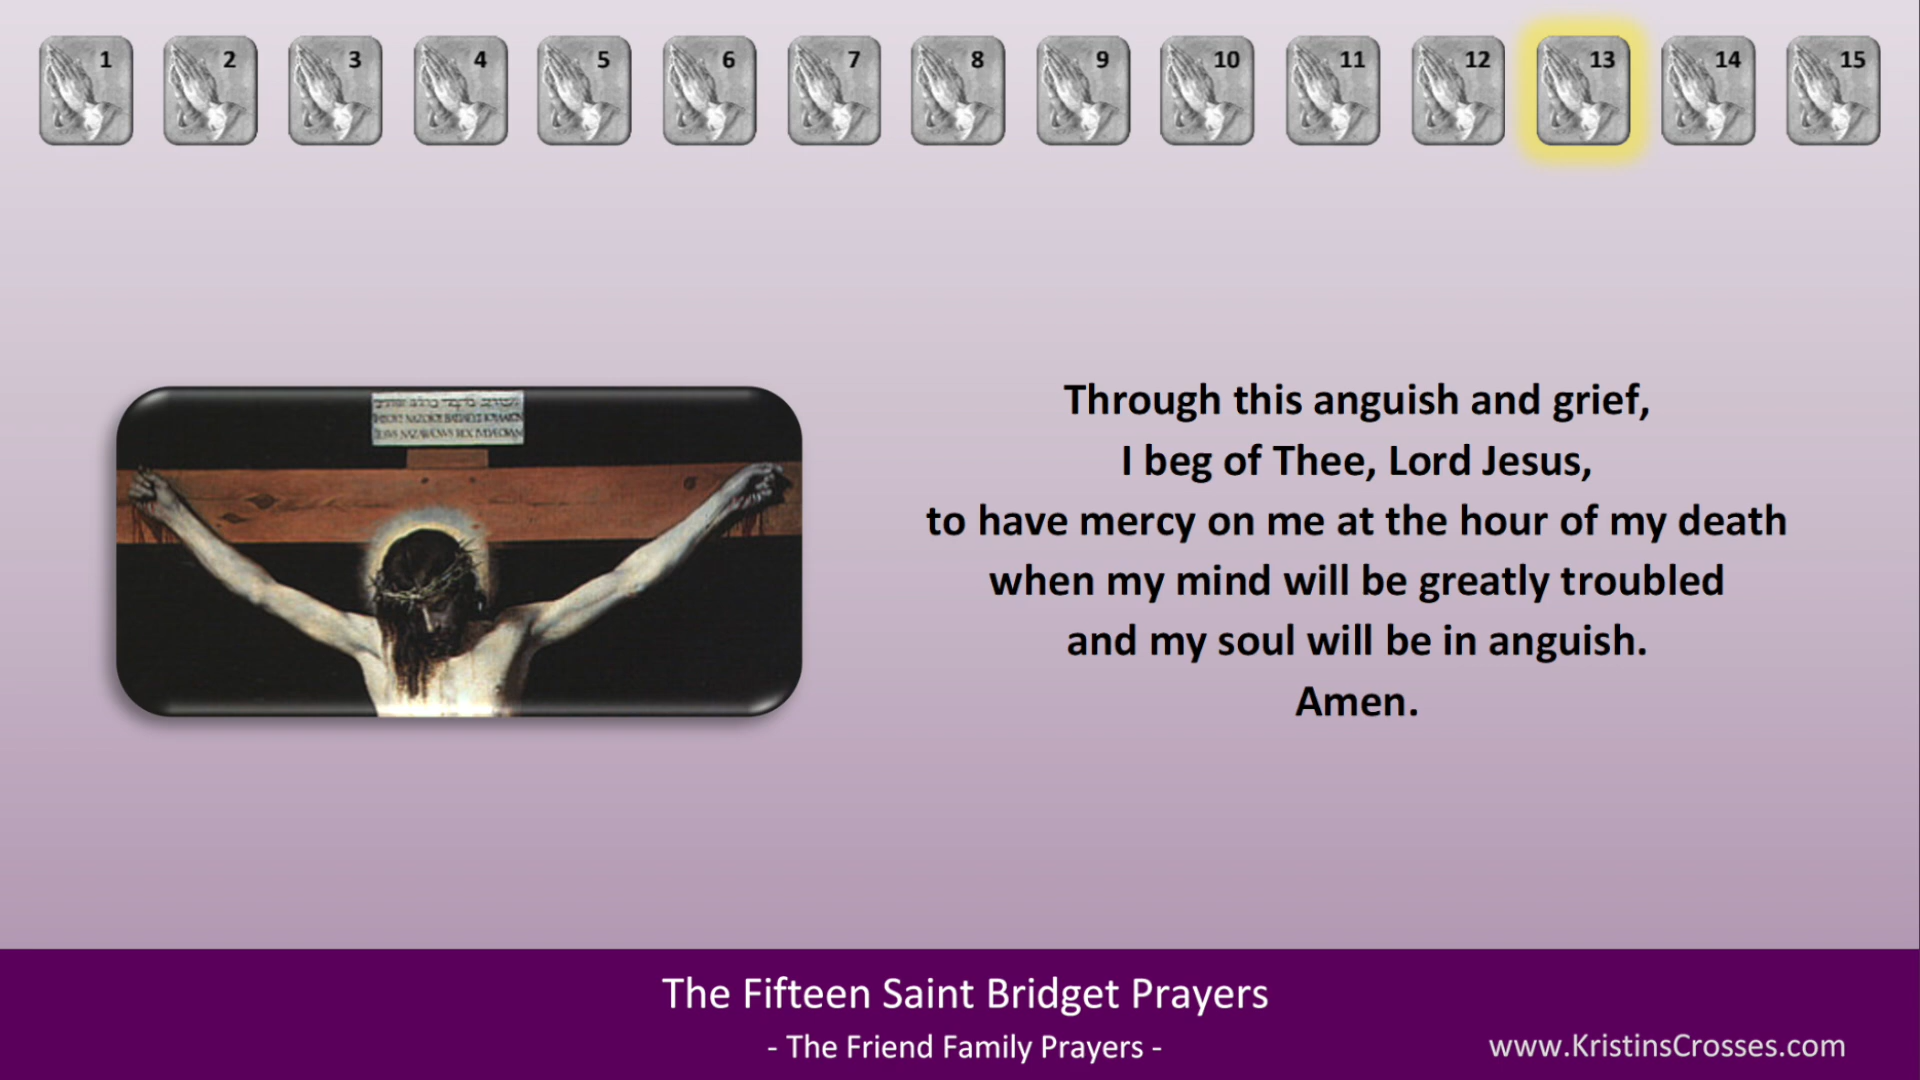 1 2 3 4 5 6 7 8 9 10 11 12 13 14 15
Through this anguish and grief,
I beg of Thee, Lord Jesus,
to have mercy on me at the hour of my death
when my mind will be greatly troubled
and my soul will be in anguish.
Amen.
The Fifteen Saint Bridget Prayers
- The Friend Family Prayers -
www.KristinsCrosses.com